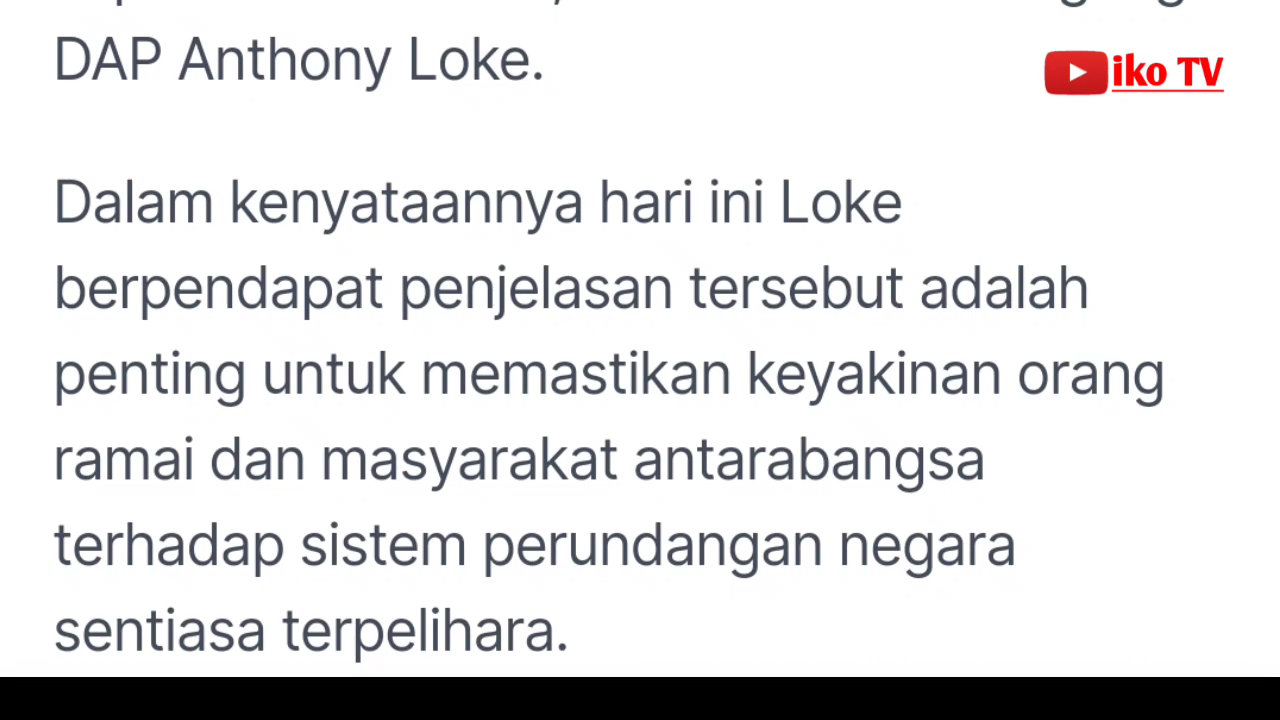 DAP Anthony Loke.
iko TV
Dalam kenyataannya hari ini Loke
berpendapat penjelasan tersebut adalah
penting untuk memastikan keyakinan orang
ramai dan masyarakat antarabangsa
terhadap sistem perundangan negara
sentiasa terpelihara.